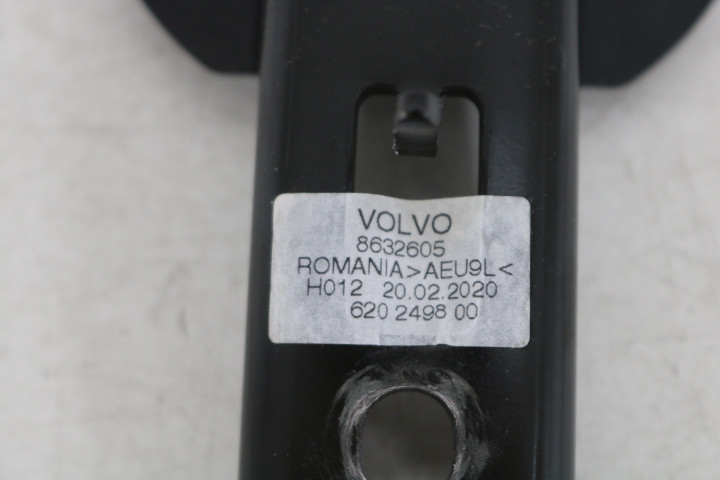 VOLVO
8632605
ROMANIA>AEU9L<
H012 20.02.2020
620 2498 00